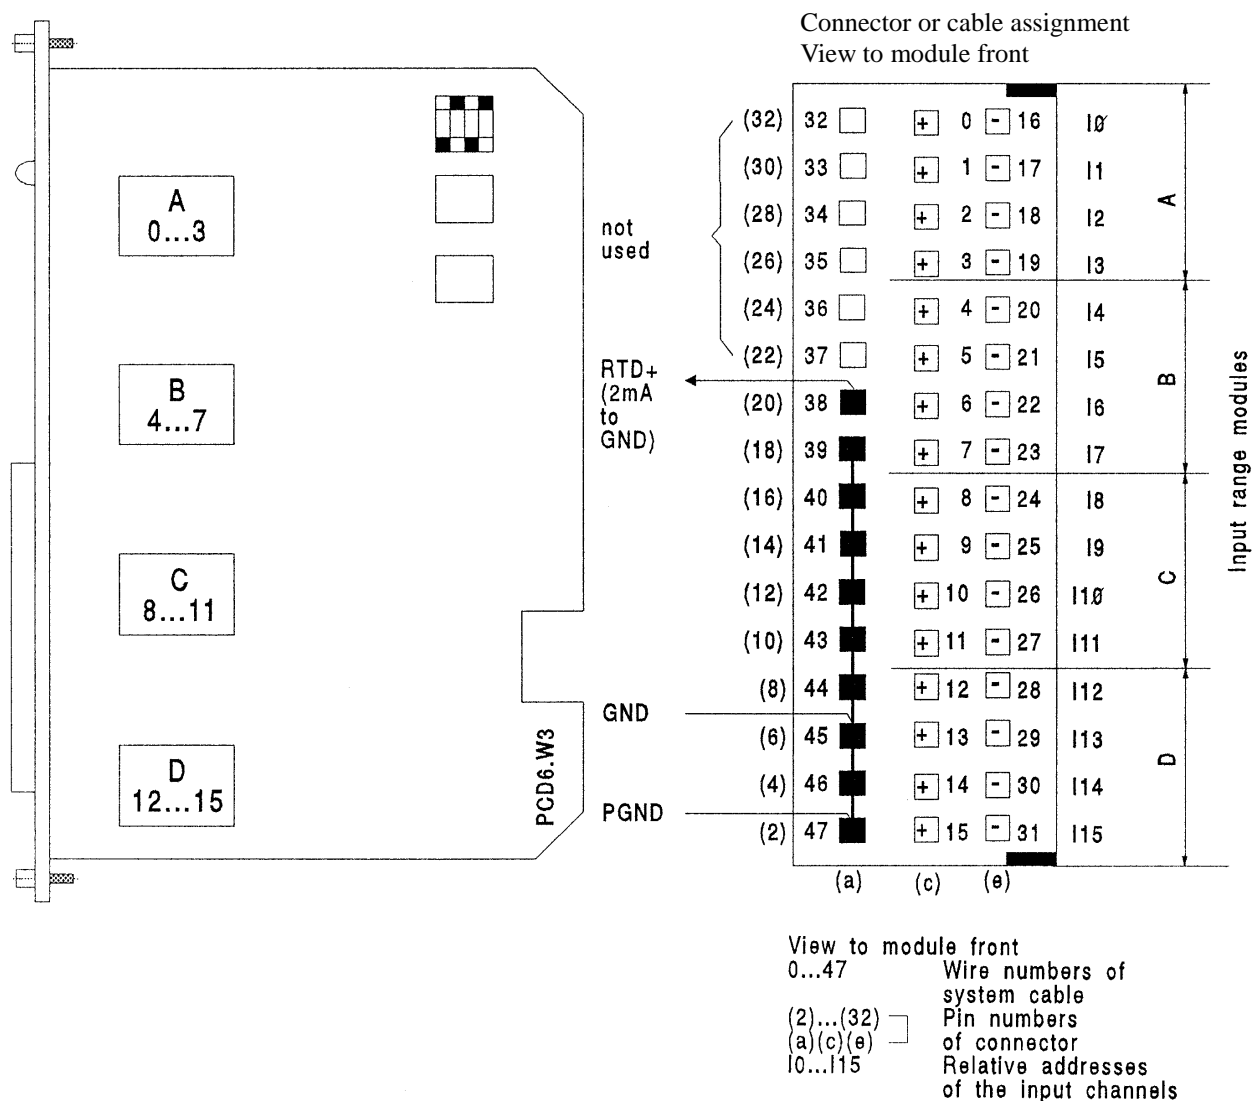 Connector or cable assignment
View to module front
A
0...3
B
4...7
C
8...11
D
12...15
PCD6.W3
not
used
RTD+
(2mA
to
GND)
GND
PGND
(32) 32 + 0 - 16 I0
(30) 33 + 1 - 17 I1
(28) 34 + 2 - 18 I2
(26) 35 + 3 - 19 I3
(24) 36 + 4 - 20 I4
(22) 37 + 5 - 21 I5
(20) 38 + 6 - 22 I6
(18) 39 + 7 - 23 I7
(16) 40 + 8 - 24 I8
(14) 41 + 9 - 25 I9
(12) 42 + 10 - 26 I10
(10) 43 + 11 - 27 I11
(8) 44 + 12 - 28 I12
(6) 45 + 13 - 29 I13
(4) 46 + 14 - 30 I14
(2) 47 + 15 - 31 I15
(a) (c) (e)
A
B
C
D
Input range modules
View to module front
0...47 Wire numbers of
system cable
(2)...(32) Pin numbers
(a)(c)(e) of connector
I0...I15 Relative addresses
of the input channels